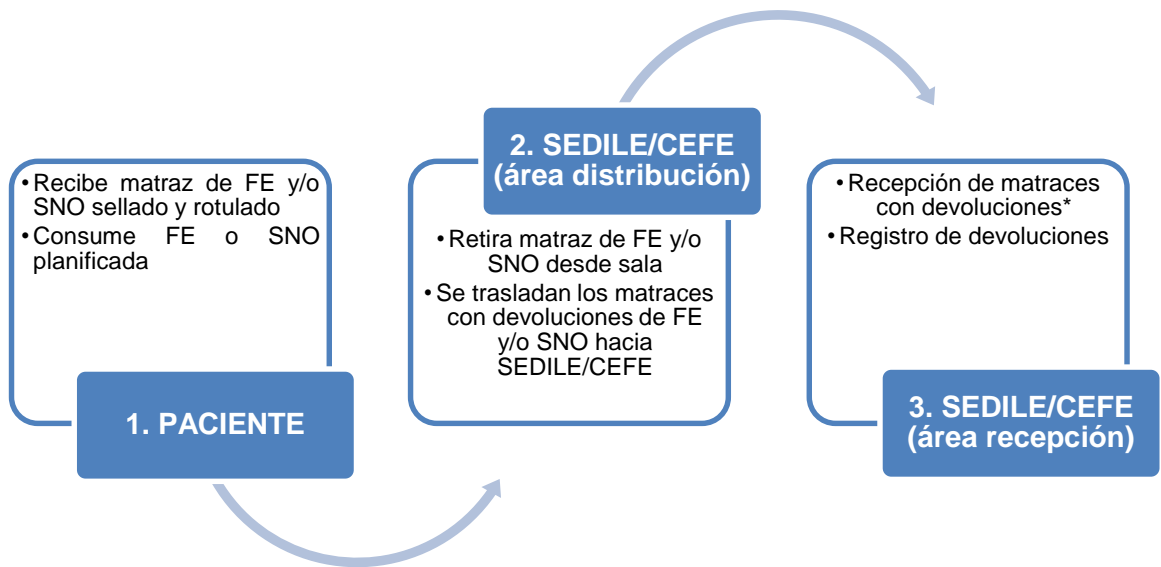 •Recibe matraz de FE y/o
SNO sellado y rotulado
•Consume FE o SNO
planificada
1. PACIENTE
2. SEDILE/CEFE
(área distribución)
•Retira matraz de FE y/o
SNO desde sala
•Se trasladan los matraces
con devoluciones de FE
y/o SNO hacia
SEDILE/CEFE
•Recepción de matraces
con devoluciones*
•Registro de devoluciones
3. SEDILE/CEFE
(área recepción)